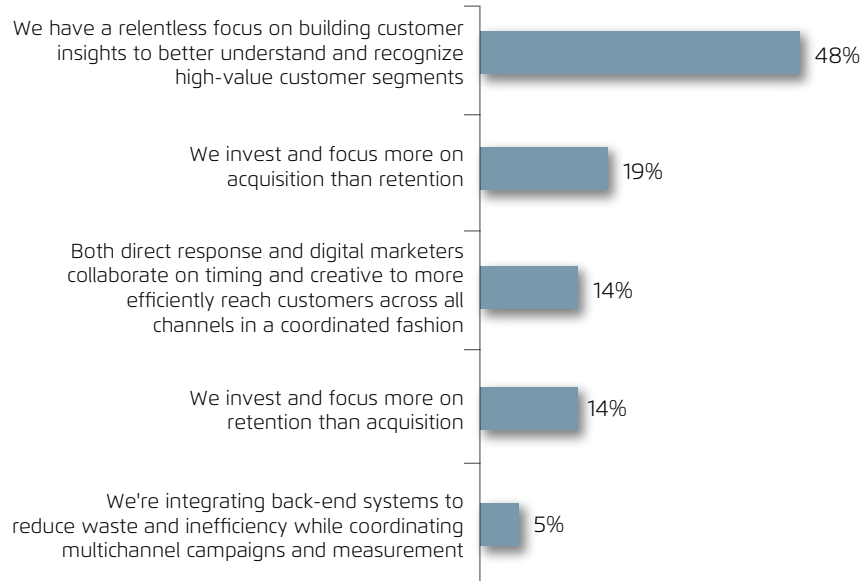 We have a relentless focus on building customer
insights to better understand and recognize
high-value customer segments
48%
We invest and focus more on
acquisition than retention
19%
Both direct response and digital marketers
collaborate on timing and creative to more
efficiently reach customers across all
channels in a coordinated fashion
14%
We invest and focus more on
retention than acquisition
14%
We're integrating back-end systems to
reduce waste and inefficiency while coordinating
multichannel campaigns and measurement
5%